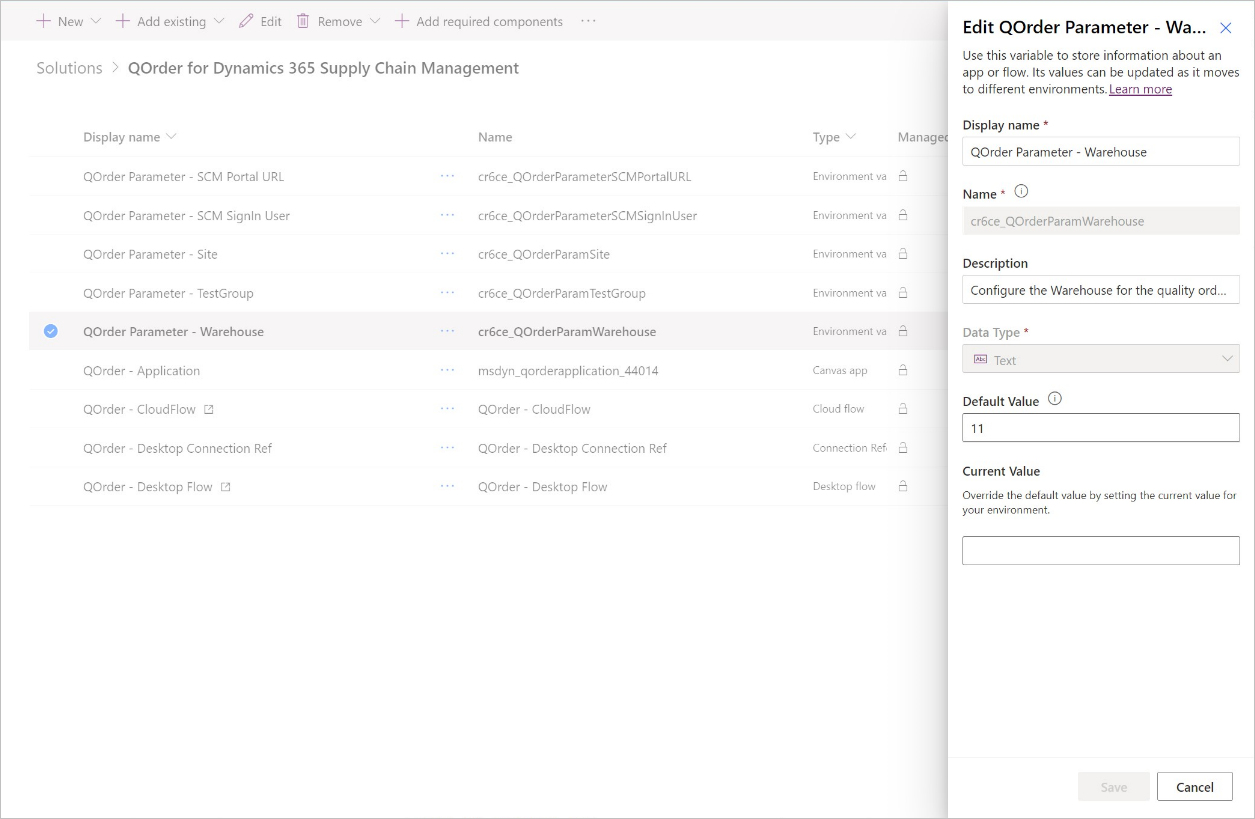 New
Add existing
Edit
Remove
Add required components
Solutions > QOrder for Dynamics 365 Supply Chain Management
Display name Name Type Managed
QOrder Parameter - SCM Portal URL cr6ce_QOrderParameterSCMPortalURL Environment va
QOrder Parameter - SCM SignIn User cr6ce_QOrderParameterSCMSignInUser Environment va
QOrder Parameter - Site cr6ce_QOrderParamSite Environment va
QOrder Parameter - TestGroup cr6ce_QOrderParamTestGroup Environment va
QOrder Parameter - Warehouse cr6ce_QOrderParamWarehouse Environment va
QOrder - Application msdyn_qorderapplication_44014 Canvas app
QOrder - CloudFlow QOrder - CloudFlow Cloud flow
QOrder - Desktop Connection Ref QOrder - Desktop Connection Ref Connection Ref
QOrder - Desktop Flow QOrder - Desktop Flow Desktop flow
Edit QOrder Parameter - Wa...
Use this variable to store information about an
app or flow. Its values can be updated as it moves
to different environments. Learn more
Display name *
QOrder Parameter - Warehouse
Name *
cr6ce_QOrderParamWarehouse
Description
Configure the Warehouse for the quality ord...
Data Type *
Abc Text
Default Value
11
Current Value
Override the default value by setting the current value for
your environment.
Save
Cancel